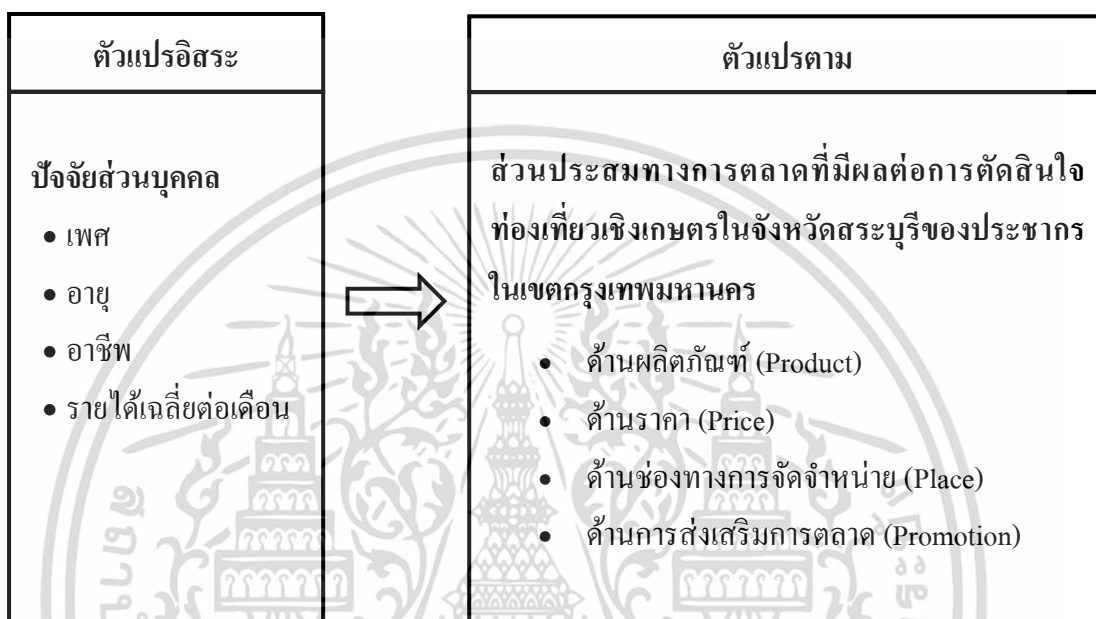 ตัวแปรอิสระ
ปัจจัยส่วนบุคคล
• เพศ
• อายุ
• อาชีพ
• รายได้เฉลี่ยต่อเดือน
ตัวแปรตาม
ส่วนประสมทางการตลาดที่มีผลต่อการตัดสินใจ
ท่องเที่ยวเชิงเกษตรในจังหวัดสระบุรีของประชากร
ในเขตกรุงเทพมหานคร
• ด้านผลิตภัณฑ์ (Product)
• ด้านราคา (Price)
• ด้านช่องทางการจัดจำหน่าย (Place)
• ด้านการส่งเสริมการตลาด (Promotion)